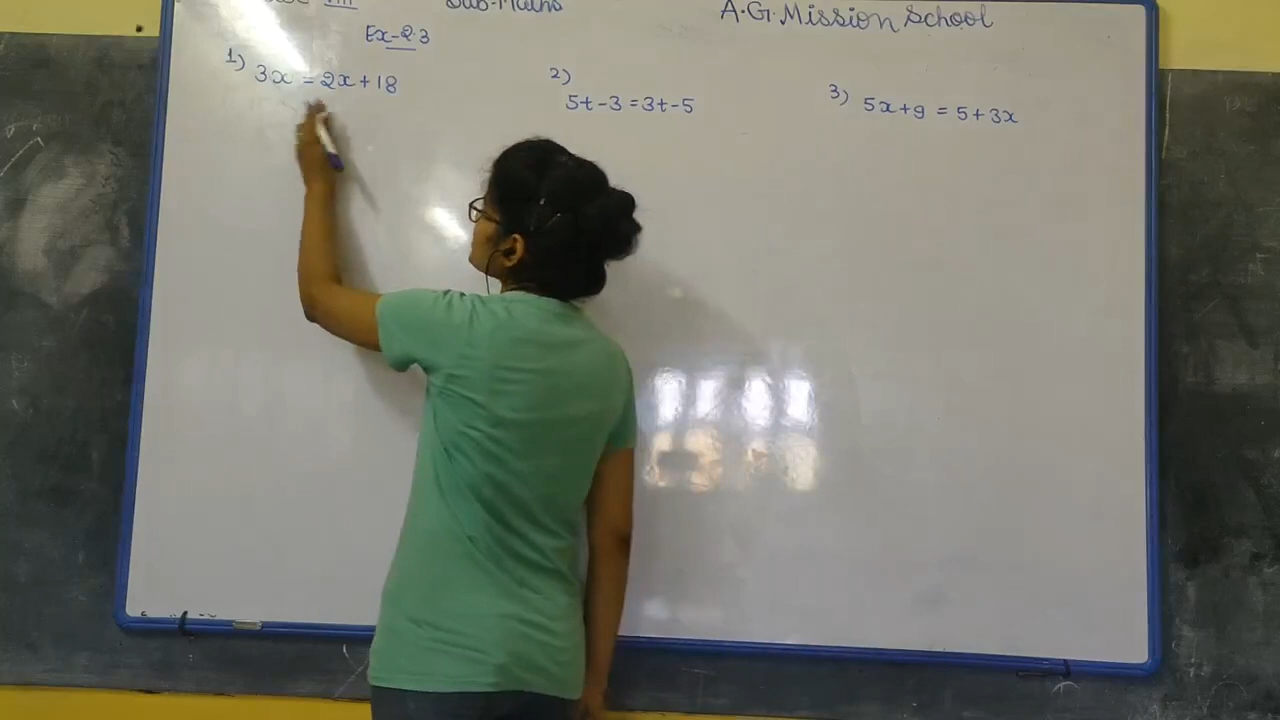 VIII Sub-Maths A.G. Mission School
Ex-2.3
1) 3x = 2x + 18
2) 5t - 3 = 3t - 5
3) 5x + 9 = 5 + 3x